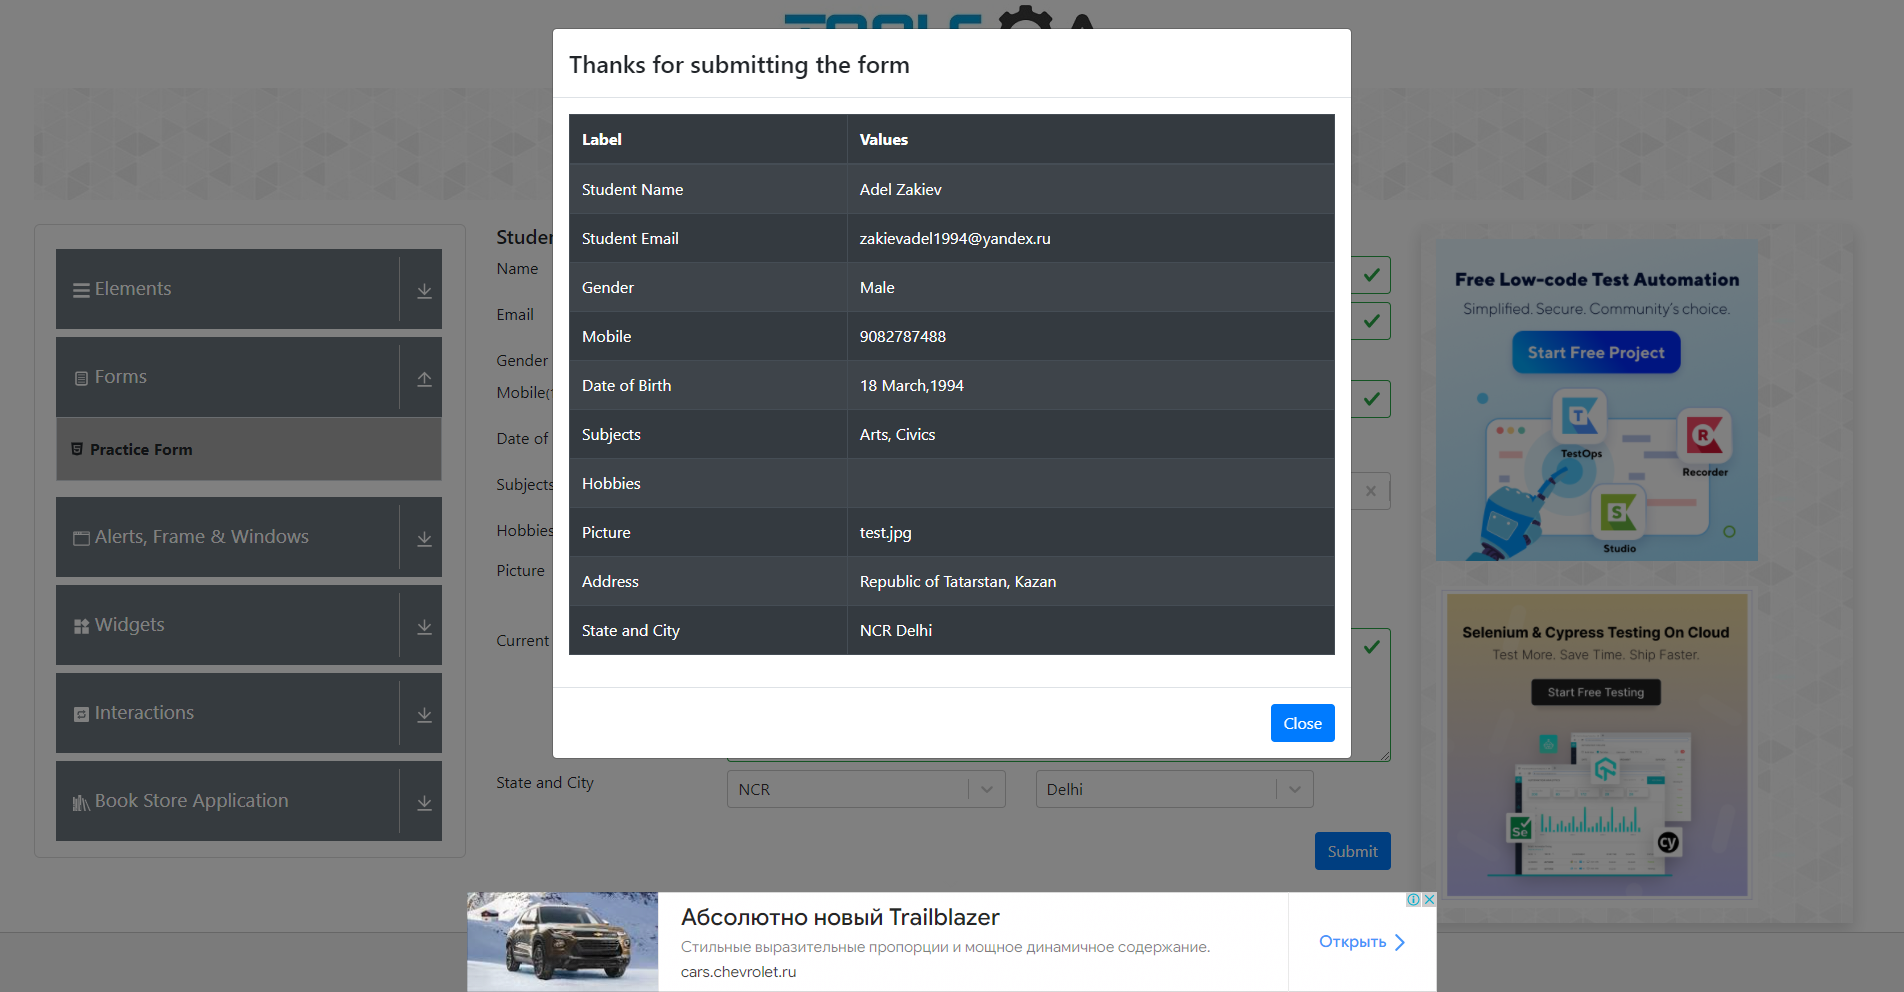 Thanks for submitting the form
Label Values
Student Name Adel Zakiev
Student Email zakievadel1994@yandex.ru
Gender Male
Mobile 9082787488
Date of Birth 18 March,1994
Subjects Arts, Civics
Hobbies
Picture test.jpg
Address Republic of Tatarstan, Kazan
State and City NCR Delhi
Close
Elements
Forms
Practice Form
Alerts, Frame & Windows
Widgets
Interactions
Book Store Application
Name
Email
Gender
Mobile
Date of
Subjects
Hobbies
Picture
Current
State and City NCR Delhi
Submit
Free Low-code Test Automation
Simplified. Secure. Community's choice.
Start Free Project
TestOps
Recorder
Studio
Selenium & Cypress Testing On Cloud
Test More. Save Time. Ship Faster.
Start Free Testing
Se
cy
Абсолютно новый Trailblazer
Стильные выразительные пропорции и мощное динамичное содержание.
cars.chevrolet.ru
Открыть